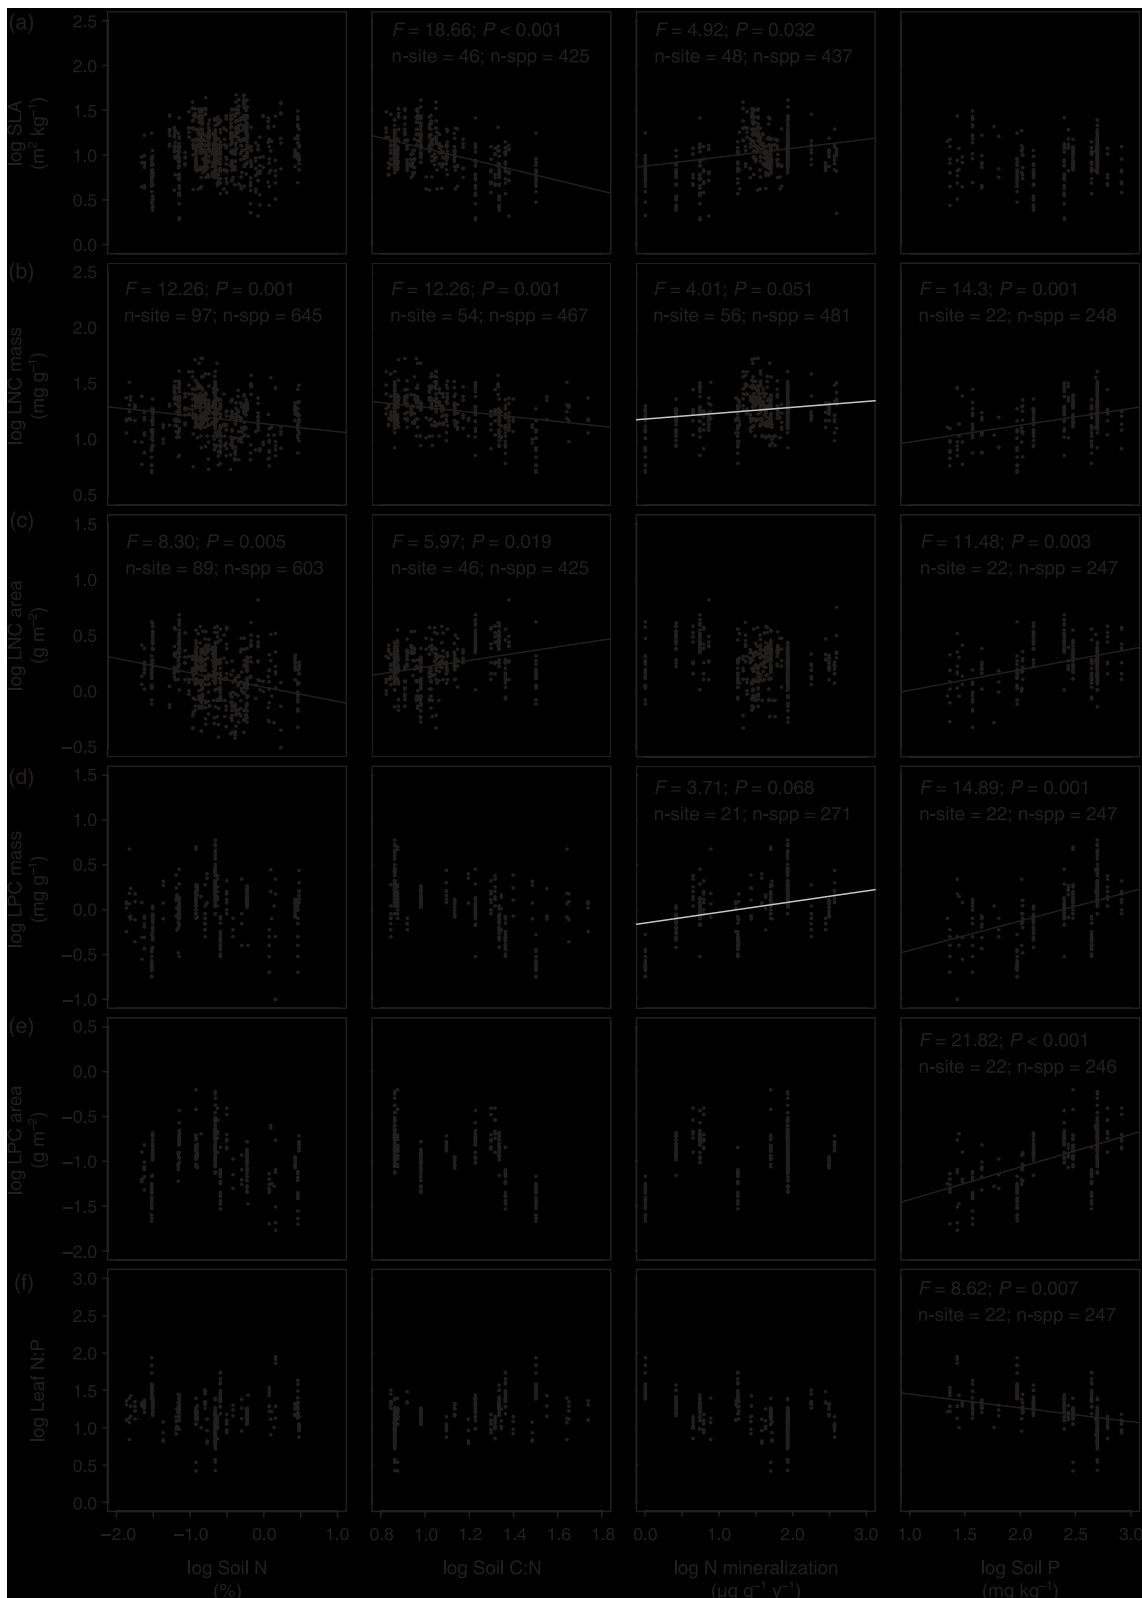 (a)
2.5
2.0
1.5
1.0
0.5
0.0
log SLA
(m² kg⁻¹)
F = 18.66; P < 0.001
n-site = 46; n-spp = 425
F = 4.92; P = 0.032
n-site = 48; n-spp = 437
(b)
2.5
2.0
1.5
1.0
0.5
log LNC mass
(mg g⁻¹)
F = 12.26; P = 0.001
n-site = 97; n-spp = 645
F = 12.26; P = 0.001
n-site = 54; n-spp = 467
F = 4.01; P = 0.051
n-site = 56; n-spp = 481
F = 14.3; P = 0.001
n-site = 22; n-spp = 248
(c)
1.5
1.0
0.5
0.0
−0.5
log LNC area
(g m⁻²)
F = 8.30; P = 0.005
n-site = 89; n-spp = 603
F = 5.97; P = 0.019
n-site = 46; n-spp = 425
F = 11.48; P = 0.003
n-site = 22; n-spp = 247
(d)
1.5
1.0
0.5
0.0
−0.5
−1.0
log LPC mass
(mg g⁻¹)
F = 3.71; P = 0.068
n-site = 21; n-spp = 271
F = 14.89; P = 0.001
n-site = 22; n-spp = 247
(e)
0.5
0.0
−0.5
−1.0
−1.5
−2.0
log LPC area
(g m⁻²)
F = 21.82; P < 0.001
n-site = 22; n-spp = 246
(f)
3.0
2.5
2.0
1.5
1.0
0.5
0.0
log Leaf N:P
F = 8.62; P = 0.007
n-site = 22; n-spp = 247
−2.0 −1.0 0.0 1.0
0.8 1.0 1.2 1.4 1.6 1.8
0.0 1.0 2.0 3.0
1.0 1.5 2.0 2.5 3.0
log Soil N
(%)
log Soil C:N
log N mineralization
(μg g⁻¹ y⁻¹)
log Soil P
(mg kg⁻¹)